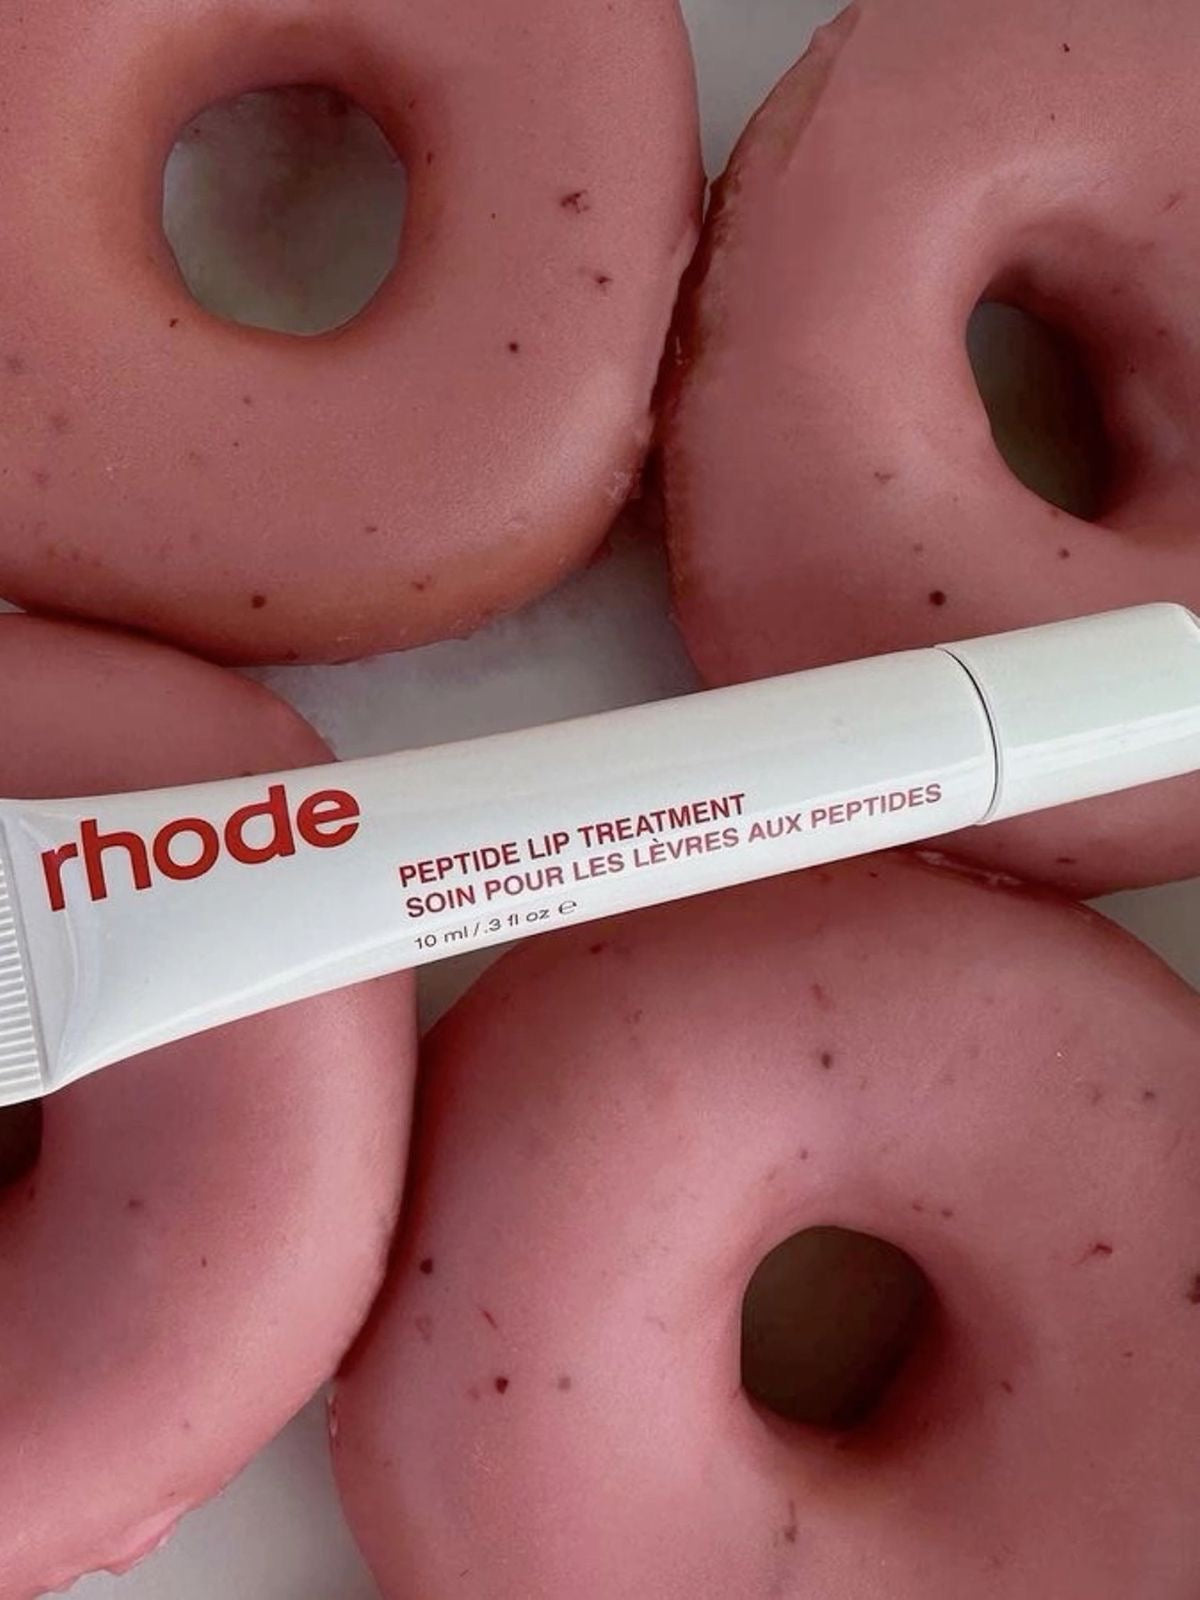 rhode
PEPTIDE LIP TREATMENT
SOIN POUR LES LÈVRES AUX PEPTIDES
10 ml / .3 fl oz ℮